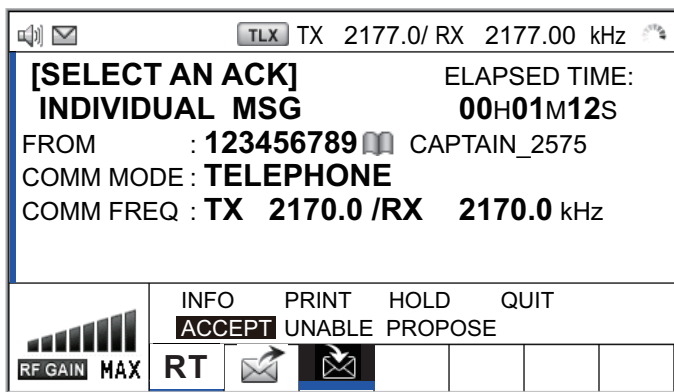 TLX TX 2177.0/ RX 2177.00 kHz
[SELECT AN ACK] ELAPSED TIME:
INDIVIDUAL MSG 00H01M12S
FROM : 123456789 CAPTAIN_2575
COMM MODE : TELEPHONE
COMM FREQ : TX 2170.0 /RX 2170.0 kHz
INFO PRINT HOLD QUIT
ACCEPT UNABLE PROPOSE
RF GAIN MAX RT